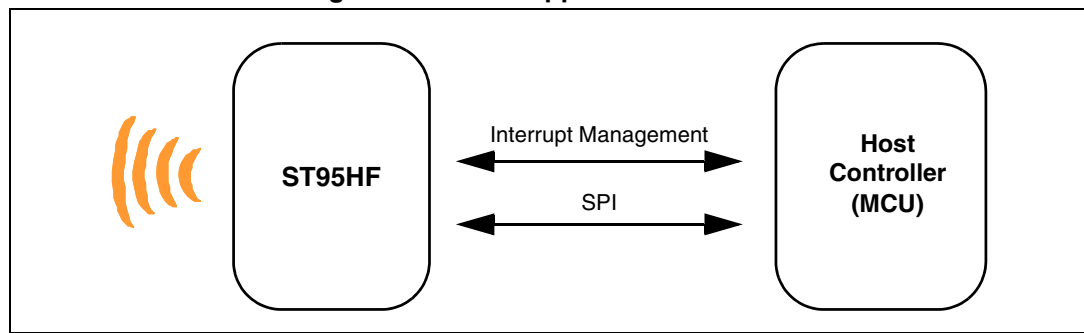 ST95HF
Interrupt Management
SPI
Host
Controller
(MCU)